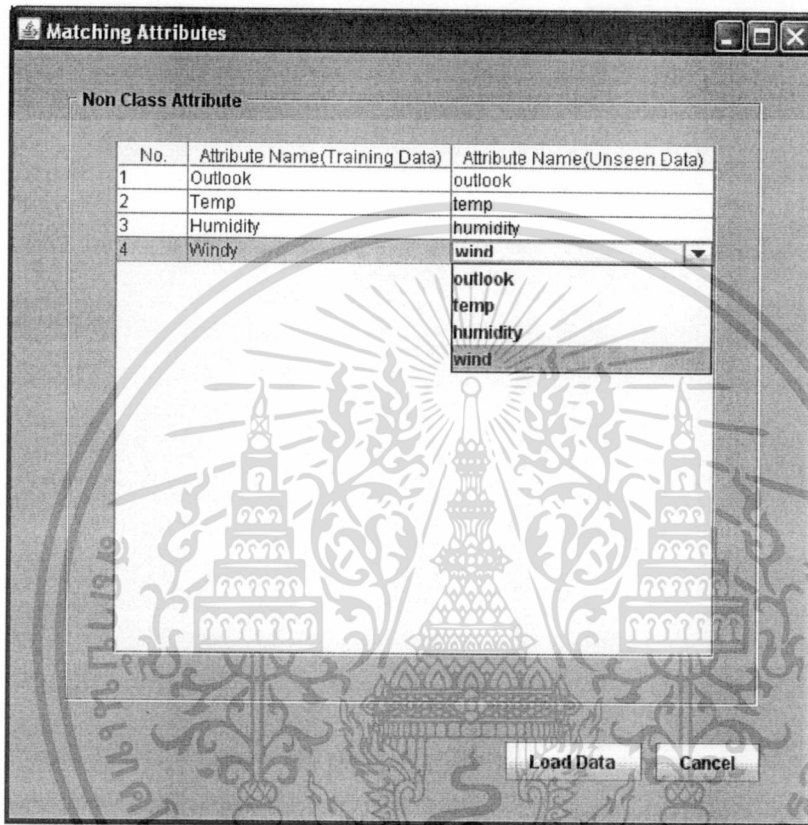 Matching Attributes
Non Class Attribute
No. Attribute Name(Training Data) Attribute Name(Unseen Data)
1 Outlook outlook
2 Temp temp
3 Humidity humidity
4 Windy wind
outlook
temp
humidity
wind
Load Data Cancel